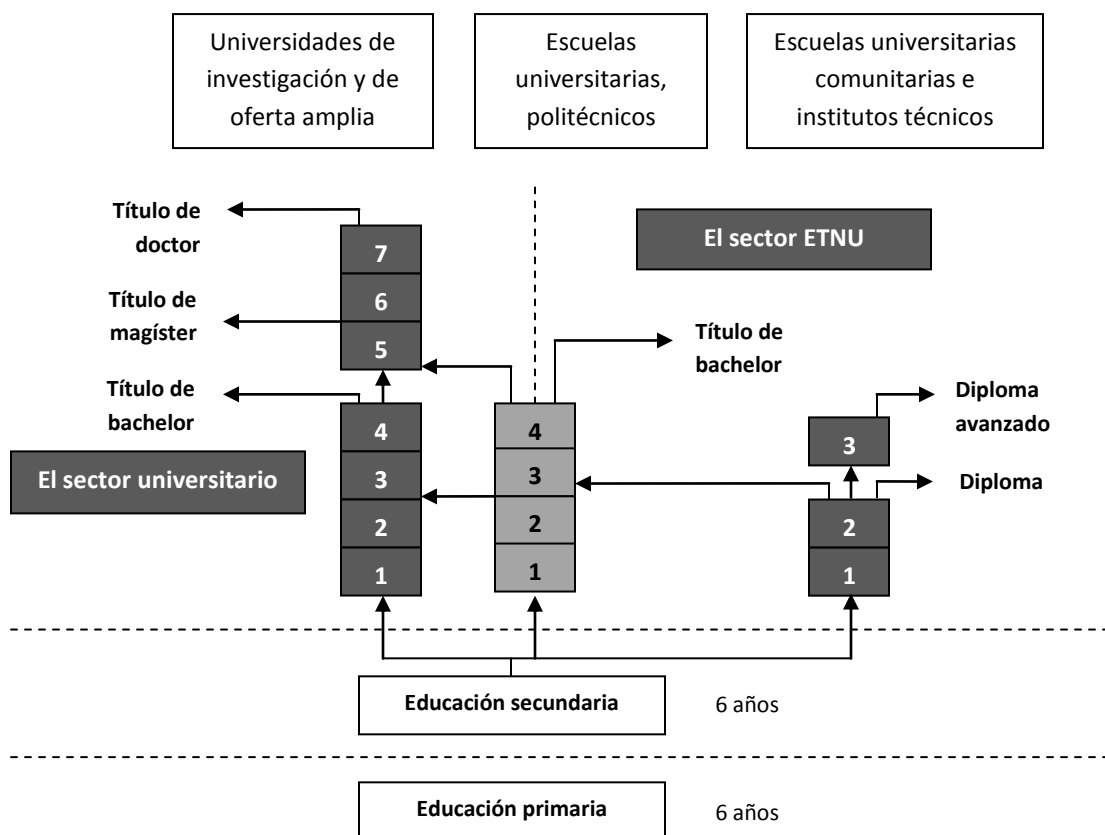 Universidades de
investigación y de
oferta amplia
Escuelas
universitarias,
politécnicos
Escuelas universitarias
comunitarias e
institutos técnicos
Título de
doctor
Título de
magíster
Título de
bachelor
El sector universitario
7
6
5
4
3
2
1
4
3
2
1
El sector ETNU
Título de
bachelor
3
2
1
Diploma
avanzado
Diploma
Educación secundaria
6 años
Educación primaria
6 años